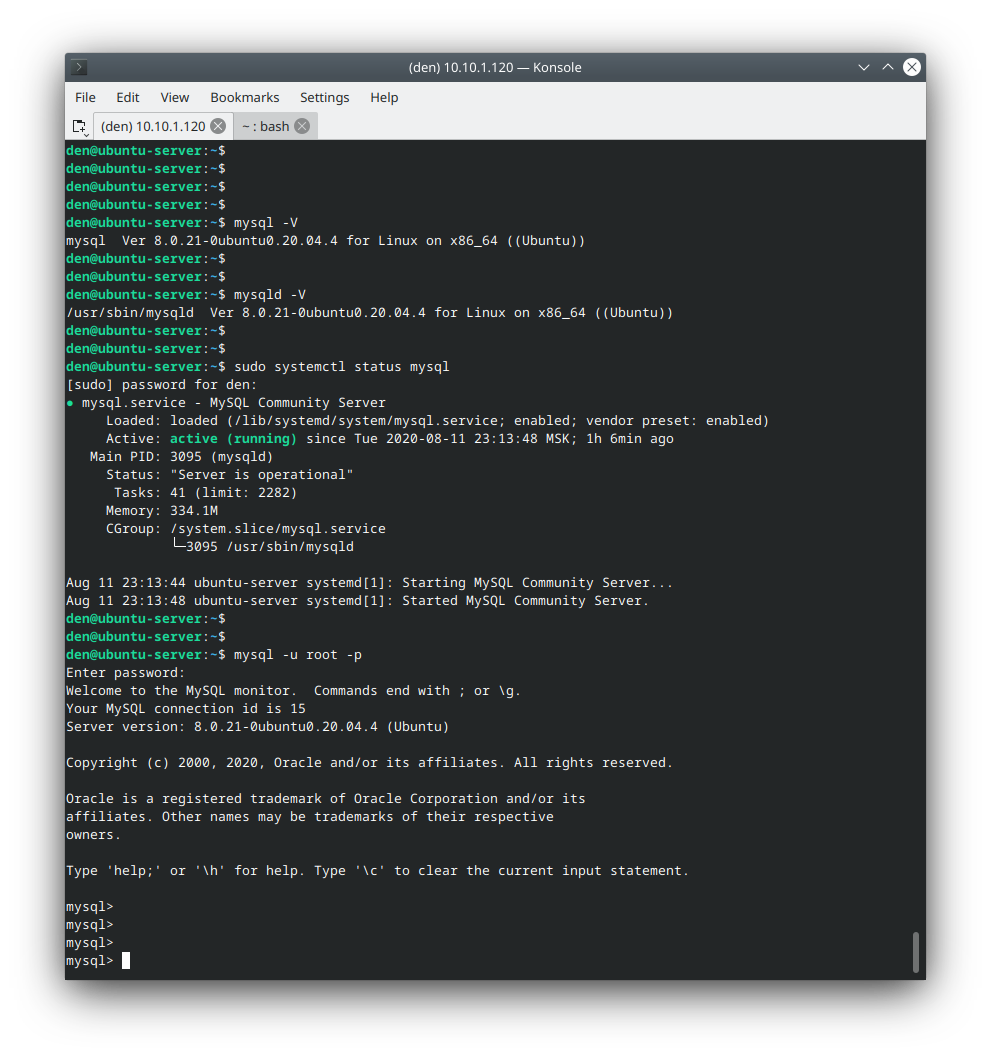 (den) 10.10.1.120 — Konsole
File Edit View Bookmarks Settings Help
(den) 10.10.1.120 ~ : bash
den@ubuntu-server:~$
den@ubuntu-server:~$
den@ubuntu-server:~$
den@ubuntu-server:~$
den@ubuntu-server:~$ mysql -V
mysql  Ver 8.0.21-0ubuntu0.20.04.4 for Linux on x86_64 ((Ubuntu))
den@ubuntu-server:~$
den@ubuntu-server:~$
den@ubuntu-server:~$ mysqld -V
/usr/sbin/mysqld  Ver 8.0.21-0ubuntu0.20.04.4 for Linux on x86_64 ((Ubuntu))
den@ubuntu-server:~$
den@ubuntu-server:~$
den@ubuntu-server:~$ sudo systemctl status mysql
[sudo] password for den:
● mysql.service - MySQL Community Server
     Loaded: loaded (/lib/systemd/system/mysql.service; enabled; vendor preset: enabled)
     Active: active (running) since Tue 2020-08-11 23:13:48 MSK; 1h 6min ago
   Main PID: 3095 (mysqld)
     Status: "Server is operational"
      Tasks: 41 (limit: 2282)
     Memory: 334.1M
     CGroup: /system.slice/mysql.service
             └─3095 /usr/sbin/mysqld
Aug 11 23:13:44 ubuntu-server systemd[1]: Starting MySQL Community Server...
Aug 11 23:13:48 ubuntu-server systemd[1]: Started MySQL Community Server.
den@ubuntu-server:~$
den@ubuntu-server:~$
den@ubuntu-server:~$ mysql -u root -p
Enter password:
Welcome to the MySQL monitor.  Commands end with ; or \g.
Your MySQL connection id is 15
Server version: 8.0.21-0ubuntu0.20.04.4 (Ubuntu)
Copyright (c) 2000, 2020, Oracle and/or its affiliates. All rights reserved.
Oracle is a registered trademark of Oracle Corporation and/or its
affiliates. Other names may be trademarks of their respective
owners.
Type 'help;' or '\h' for help. Type '\c' to clear the current input statement.
mysql>
mysql>
mysql>
mysql>